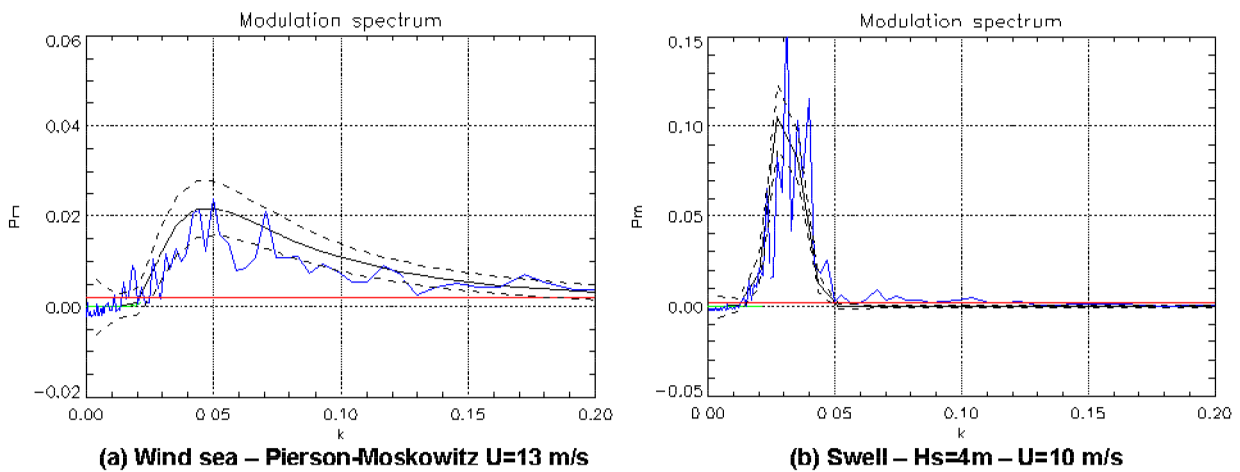 Modulation spectrum
0.06
0.04
0.02
0.00
-0.02
Pm
0.00 0.05 0.10 0.15 0.20
k
(a) Wind sea – Pierson-Moskowitz U=13 m/s
Modulation spectrum
0.15
0.10
0.05
0.00
-0.05
Pm
0.00 0.05 0.10 0.15 0.20
k
(b) Swell – Hs=4m – U=10 m/s